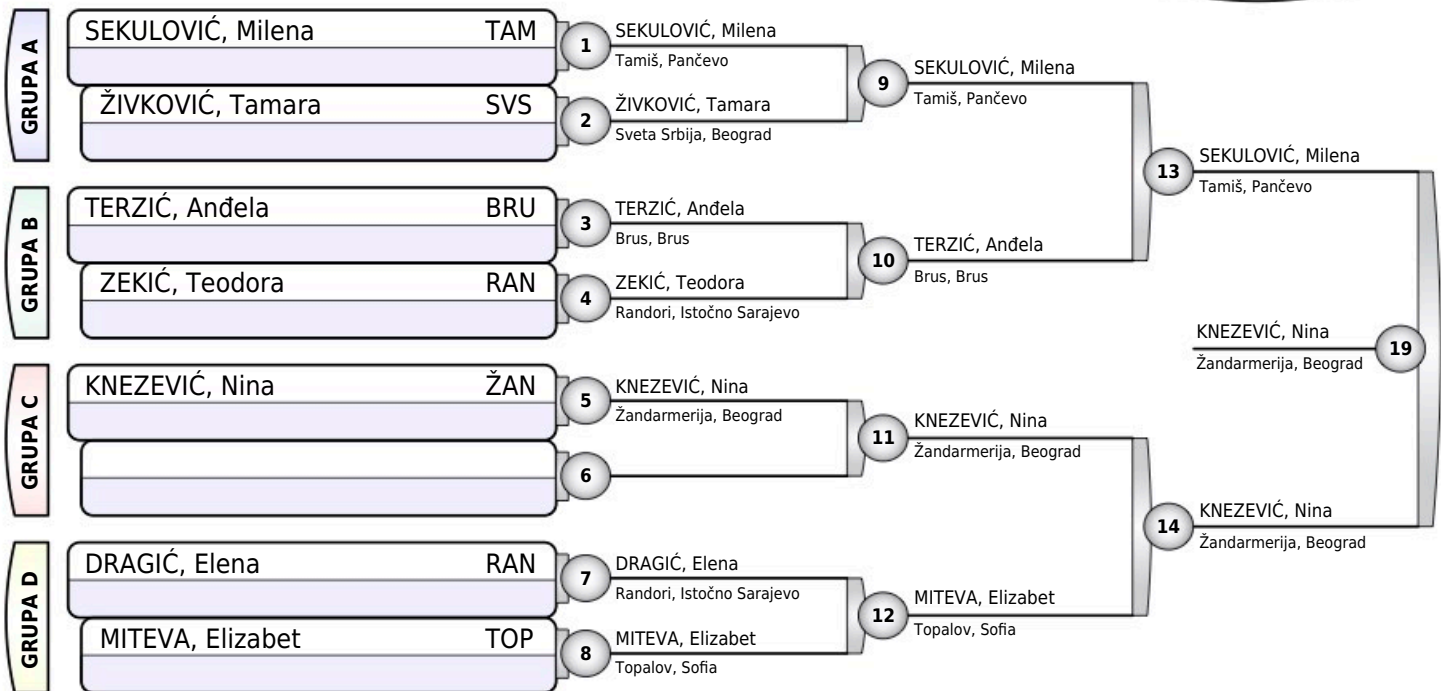 GRUPA A
SEKULOVIĆ, Milena TAM
ŽIVKOVIĆ, Tamara SVS
GRUPA B
TERZIĆ, Anđela BRU
ZEKIĆ, Teodora RAN
GRUPA C
KNEZEVIĆ, Nina ŽAN
GRUPA D
DRAGIĆ, Elena RAN
MITEVA, Elizabet TOP
1
SEKULOVIĆ, Milena
Tamiš, Pančevo
2
ŽIVKOVIĆ, Tamara
Sveta Srbija, Beograd
3
TERZIĆ, Anđela
Brus, Brus
4
ZEKIĆ, Teodora
Randori, Istočno Sarajevo
5
KNEZEVIĆ, Nina
Žandarmerija, Beograd
6
7
DRAGIĆ, Elena
Randori, Istočno Sarajevo
8
MITEVA, Elizabet
Topalov, Sofia
9
SEKULOVIĆ, Milena
Tamiš, Pančevo
10
TERZIĆ, Anđela
Brus, Brus
11
KNEZEVIĆ, Nina
Žandarmerija, Beograd
12
MITEVA, Elizabet
Topalov, Sofia
13
SEKULOVIĆ, Milena
Tamiš, Pančevo
14
KNEZEVIĆ, Nina
Žandarmerija, Beograd
KNEZEVIĆ, Nina
Žandarmerija, Beograd
19